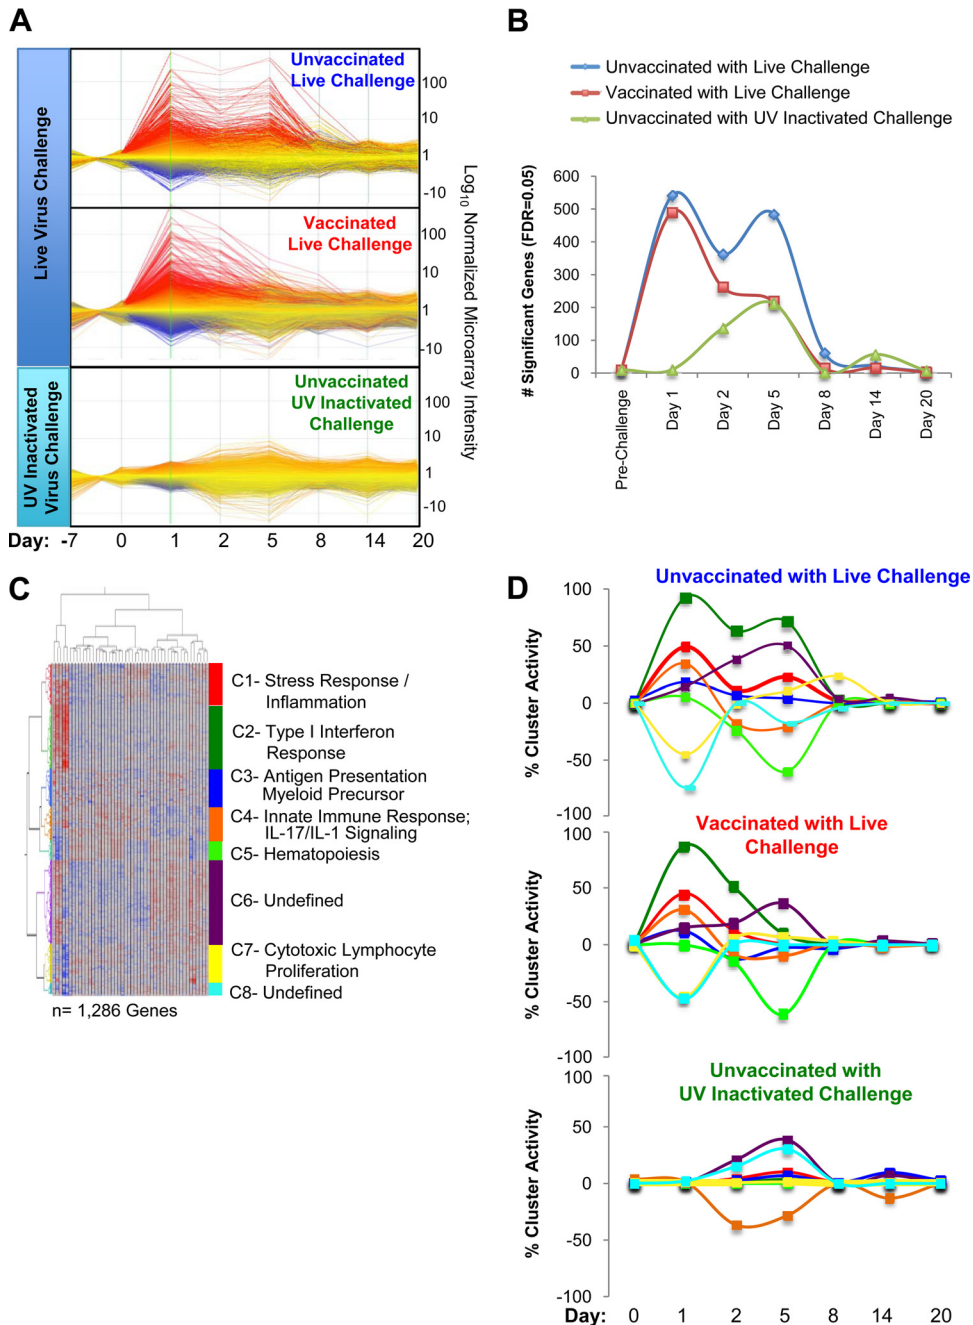 A
Live Virus Challenge
UV Inactivated
Virus Challenge
Unvaccinated
Live Challenge
100
10
1
-10
Vaccinated
Live Challenge
100
10
1
-10
Unvaccinated
UV Inactivated
Challenge
100
10
1
-10
Log10 Normalized Microarray Intensity
Day: -7 0 1 2 5 8 14 20
B
Unvaccinated with Live Challenge
Vaccinated with Live Challenge
Unvaccinated with UV Inactivated Challenge
# Significant Genes (FDR=0.05)
600
500
400
300
200
100
0
Pre-Challenge
Day 1
Day 2
Day 5
Day 8
Day 14
Day 20
C
C1- Stress Response /
Inflammation
C2- Type I Interferon
Response
C3- Antigen Presentation
Myeloid Precursor
C4- Innate Immune Response;
IL-17/IL-1 Signaling
C5- Hematopoiesis
C6- Undefined
C7- Cytotoxic Lymphocyte
Proliferation
C8- Undefined
n= 1,286 Genes
D
Unvaccinated with Live Challenge
% Cluster Activity
100
50
0
-50
-100
Vaccinated with Live
Challenge
% Cluster Activity
100
50
0
-50
-100
Unvaccinated with
UV Inactivated Challenge
% Cluster Activity
100
50
0
-50
-100
Day: 0 1 2 5 8 14 20